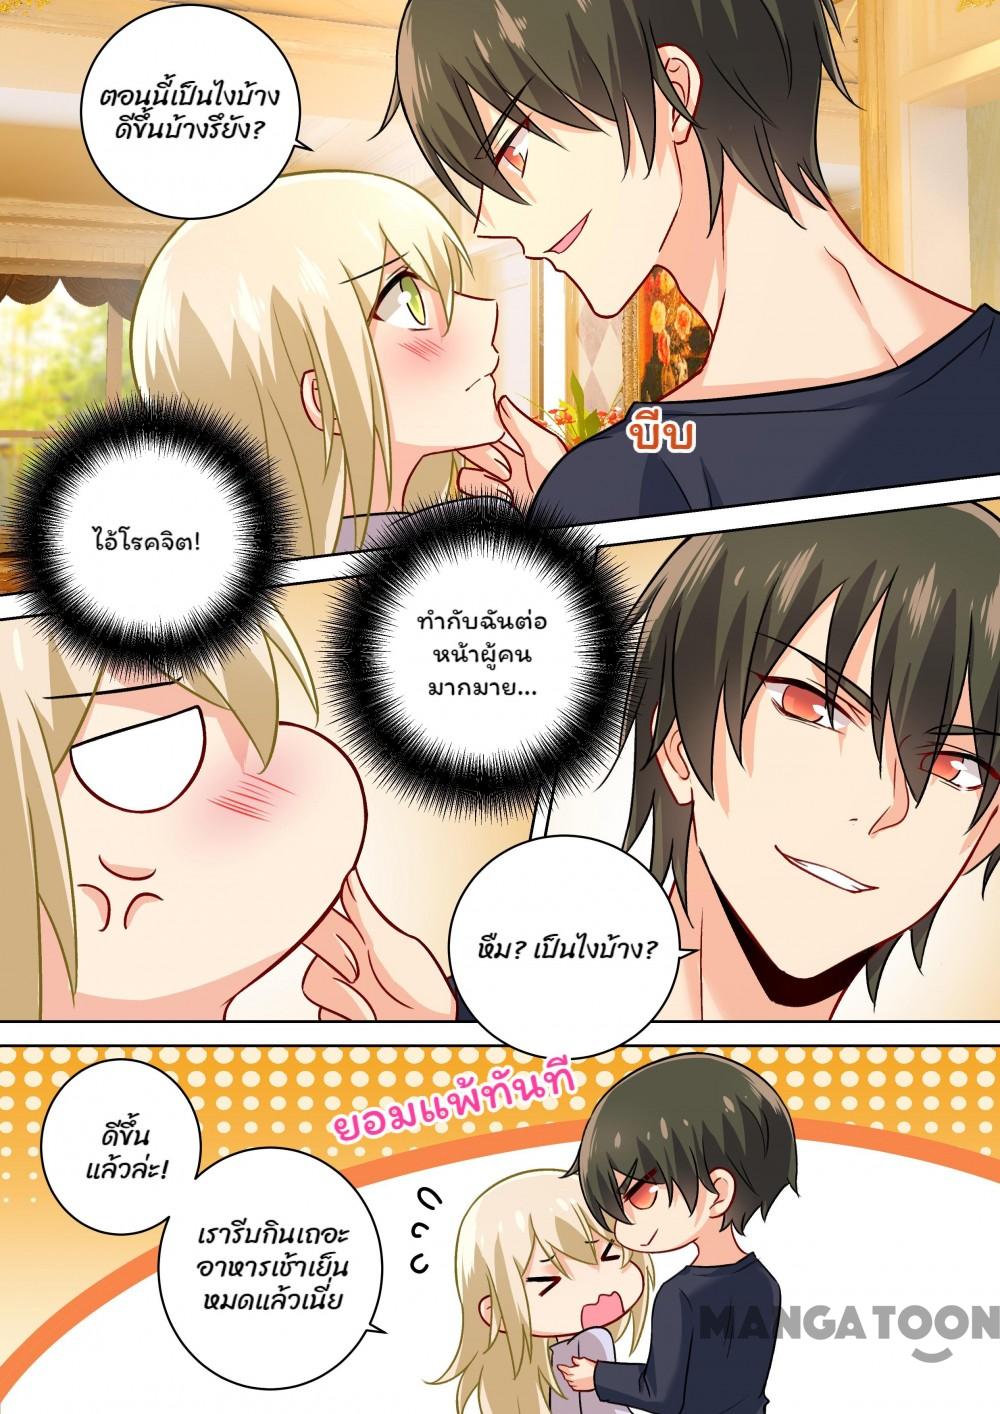 ตอนนี้เป็นไงบ้าง
ดีขึ้นบ้างรึยัง?
บีบ
ไอ้โรคจิต!
ทำกับฉันต่อ
หน้าผู้คน
มากมาย...
หืม? เป็นไงบ้าง?
ยอมแพ้ทันที
ดีขึ้น
แล้วล่ะ!
เรารีบกินเถอะ
อาหารเช้าเย็น
หมดแล้วเนี่ย
MANGATOON